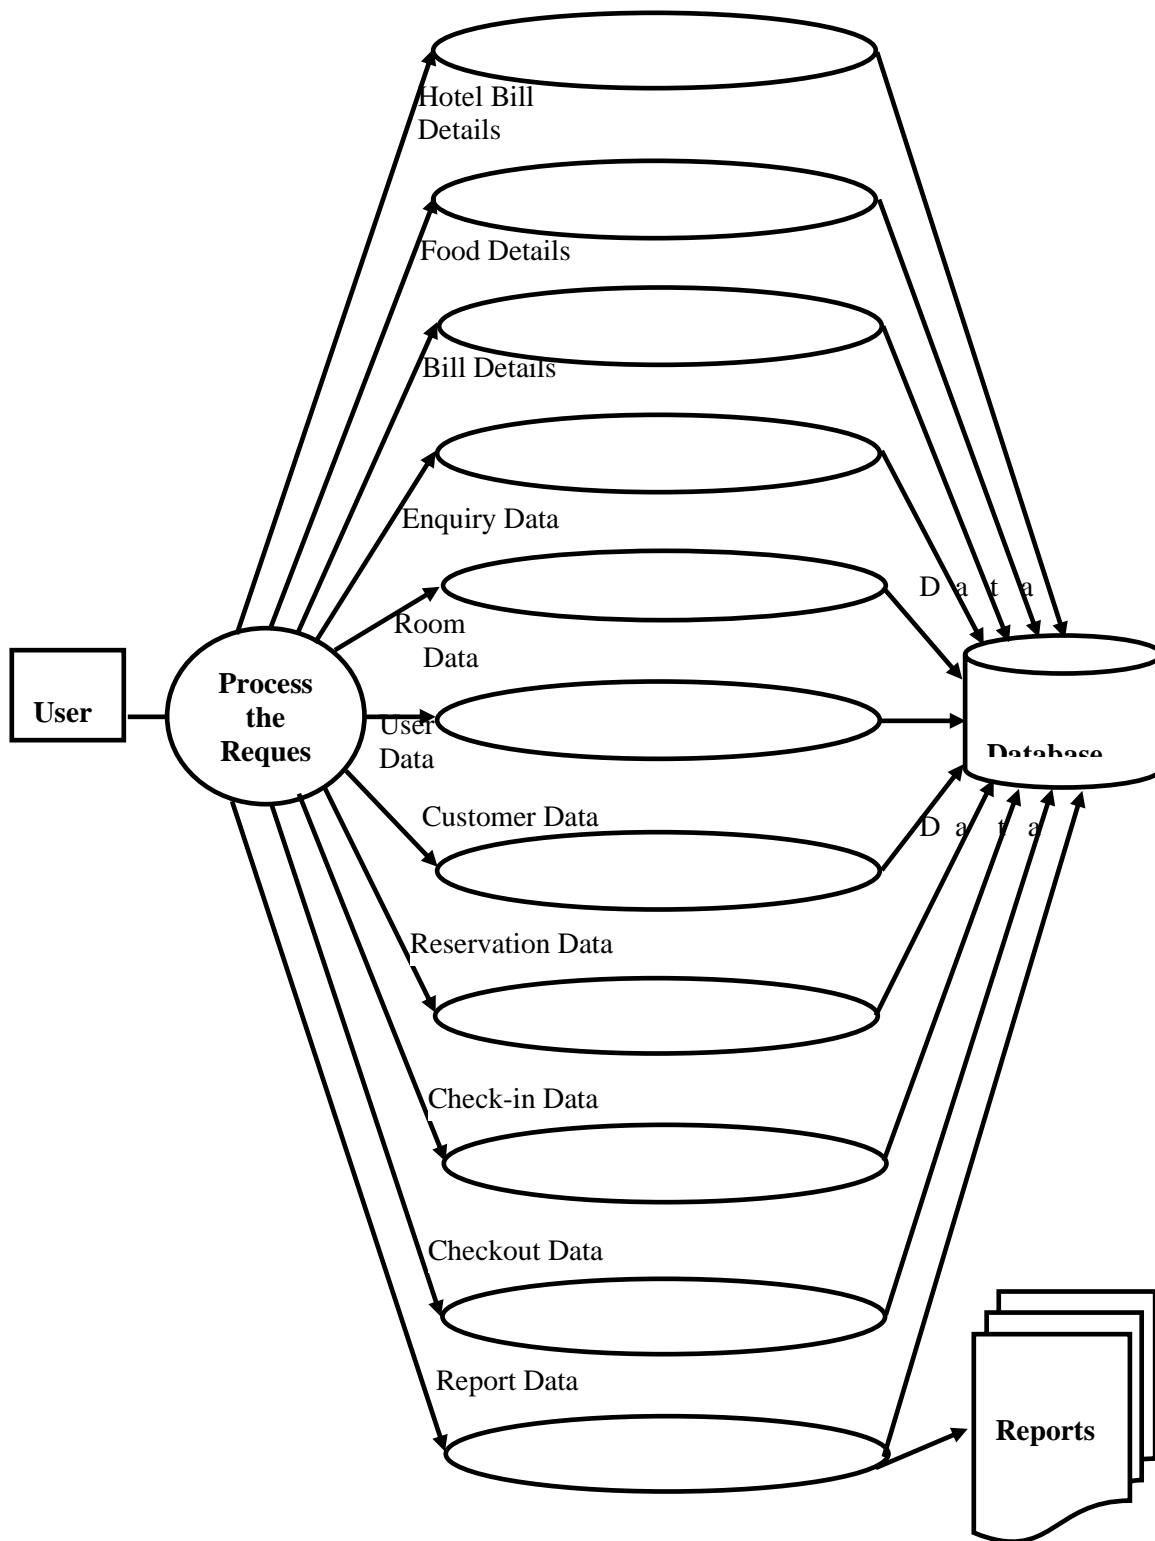 Hotel Bill
Details
Food Details
Bill Details
Enquiry Data
D a t a
Room
Data
User
Process
the
Reques
User
Data
Database
Customer Data
D a t a
Reservation Data
Check-in Data
Checkout Data
Report Data
Reports